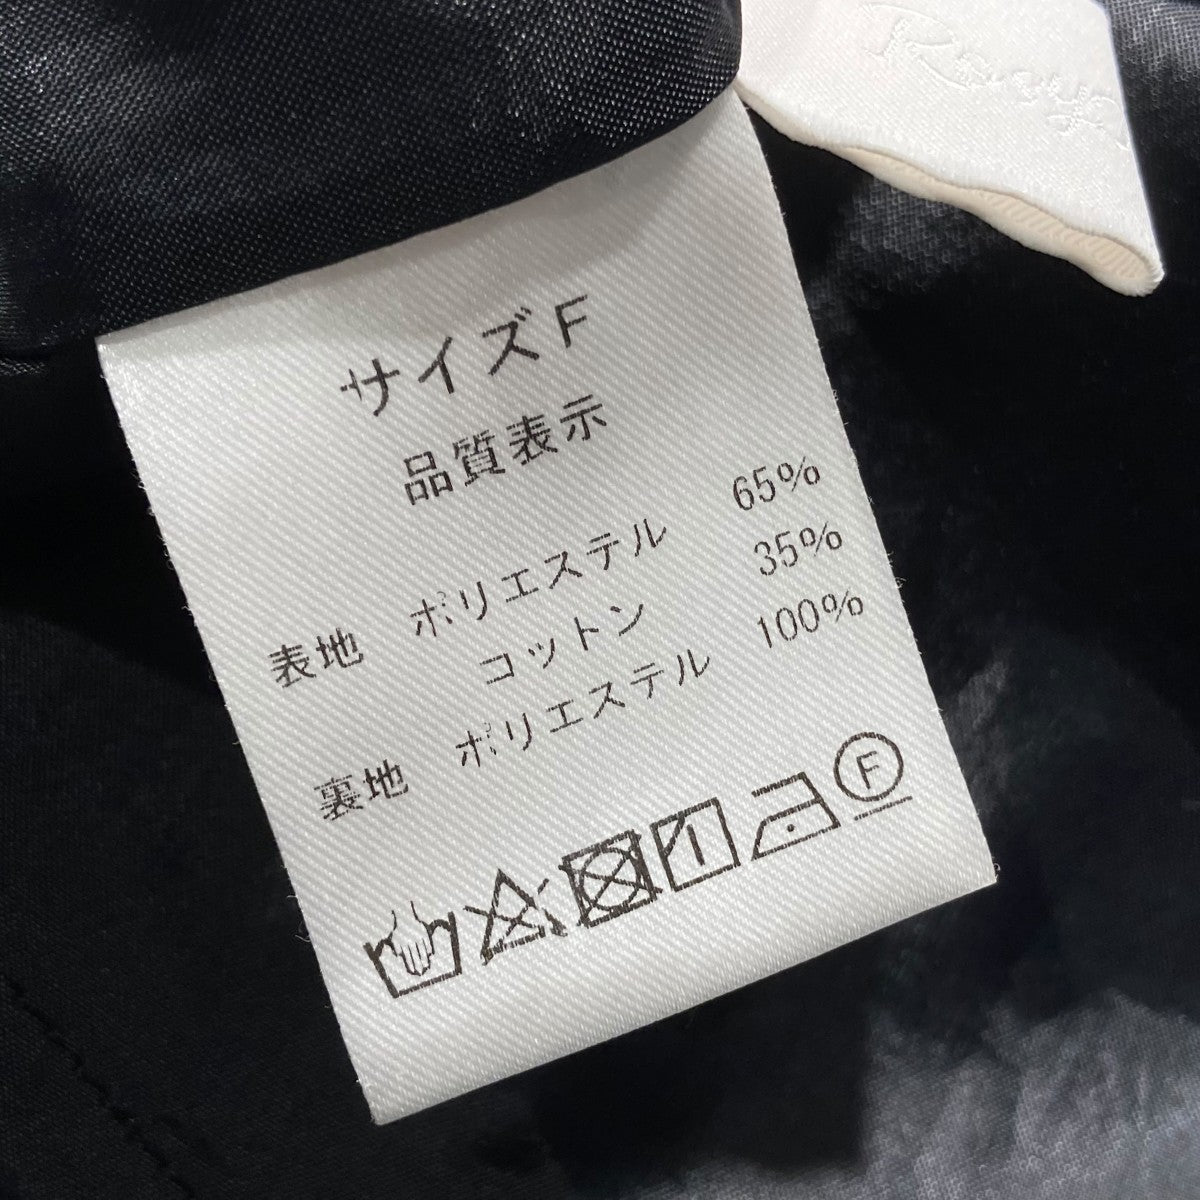 サイズ F
品質表示
表地 ポリエステル 65%
コットン 35%
裏地 ポリエステル 100%
F